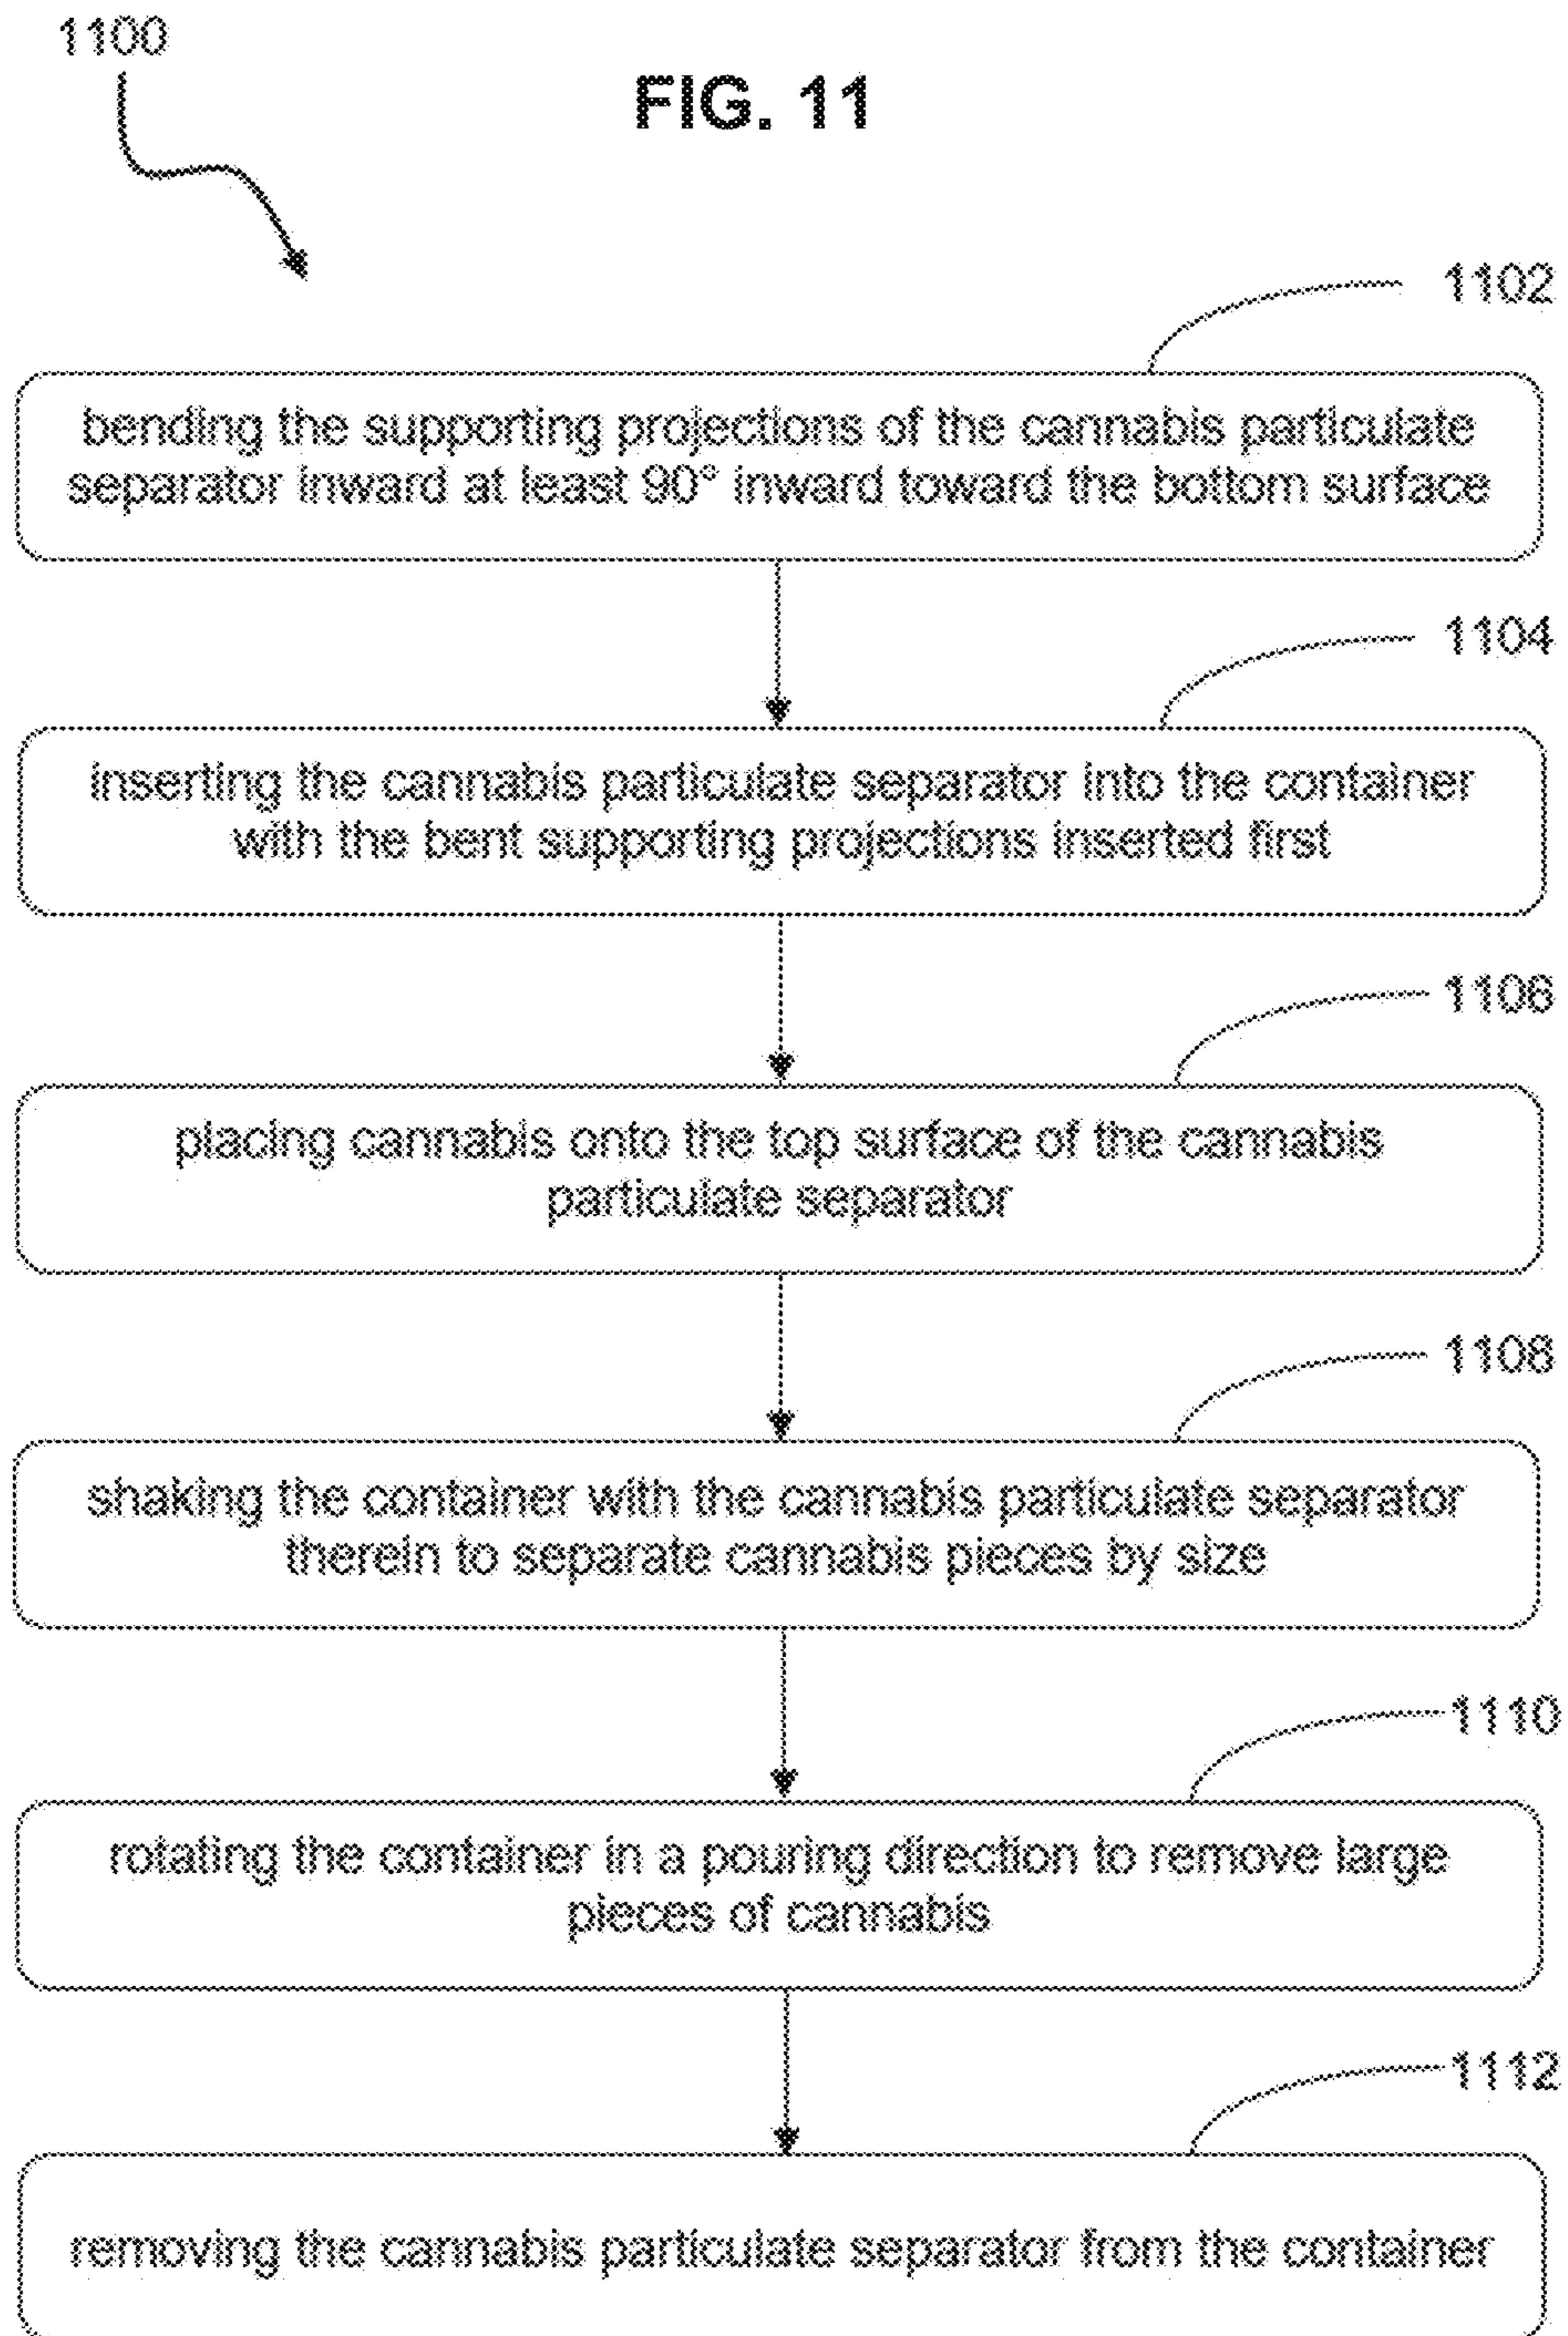 1100
FIG. 11
1102
bending the supporting projections of the cannabis particulate
separator inward at least 90° inward toward the bottom surface
1104
inserting the cannabis particulate separator into the container
with the bent supporting projections inserted first
1106
placing cannabis onto the top surface of the cannabis
particulate separator
1108
shaking the container with the cannabis particulate separator
therein to separate cannabis pieces by size
1110
rotating the container in a pouring direction to remove large
pieces of cannabis
1112
removing the cannabis particulate separator from the container